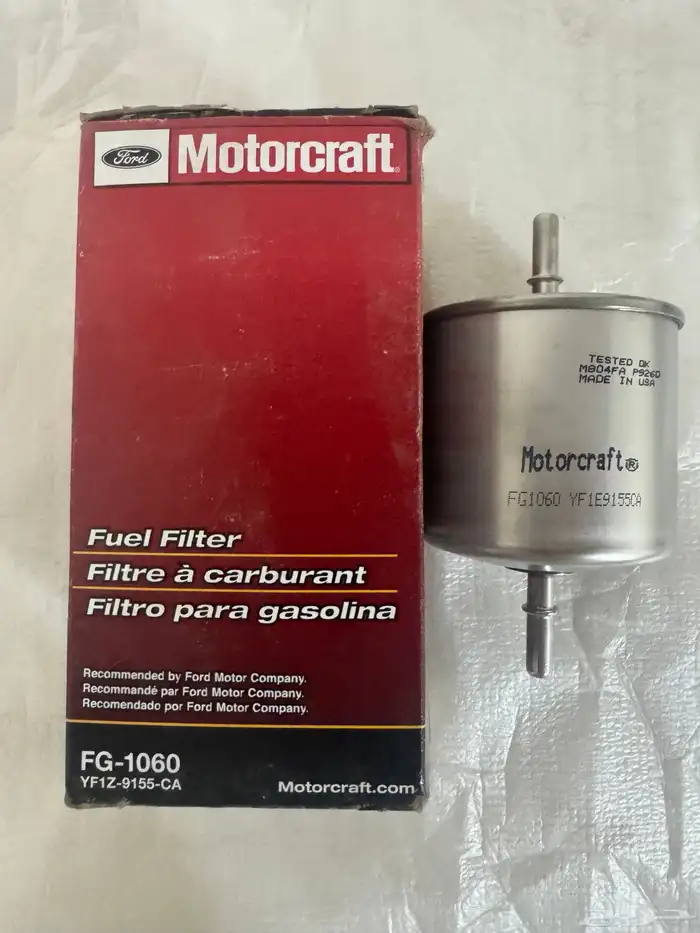 Ford
Motorcraft®
Fuel Filter
Filtre à carburant
Filtro para gasolina
Recommended by Ford Motor Company.
Recommandé par Ford Motor Company.
Recomendado por Ford Motor Company.
FG-1060
YF1Z-9155-CA
Motorcraft.com
TESTED OK
M804FA P926D
MADE IN USA
Motorcraft®
FG1060 YF1E9155CA